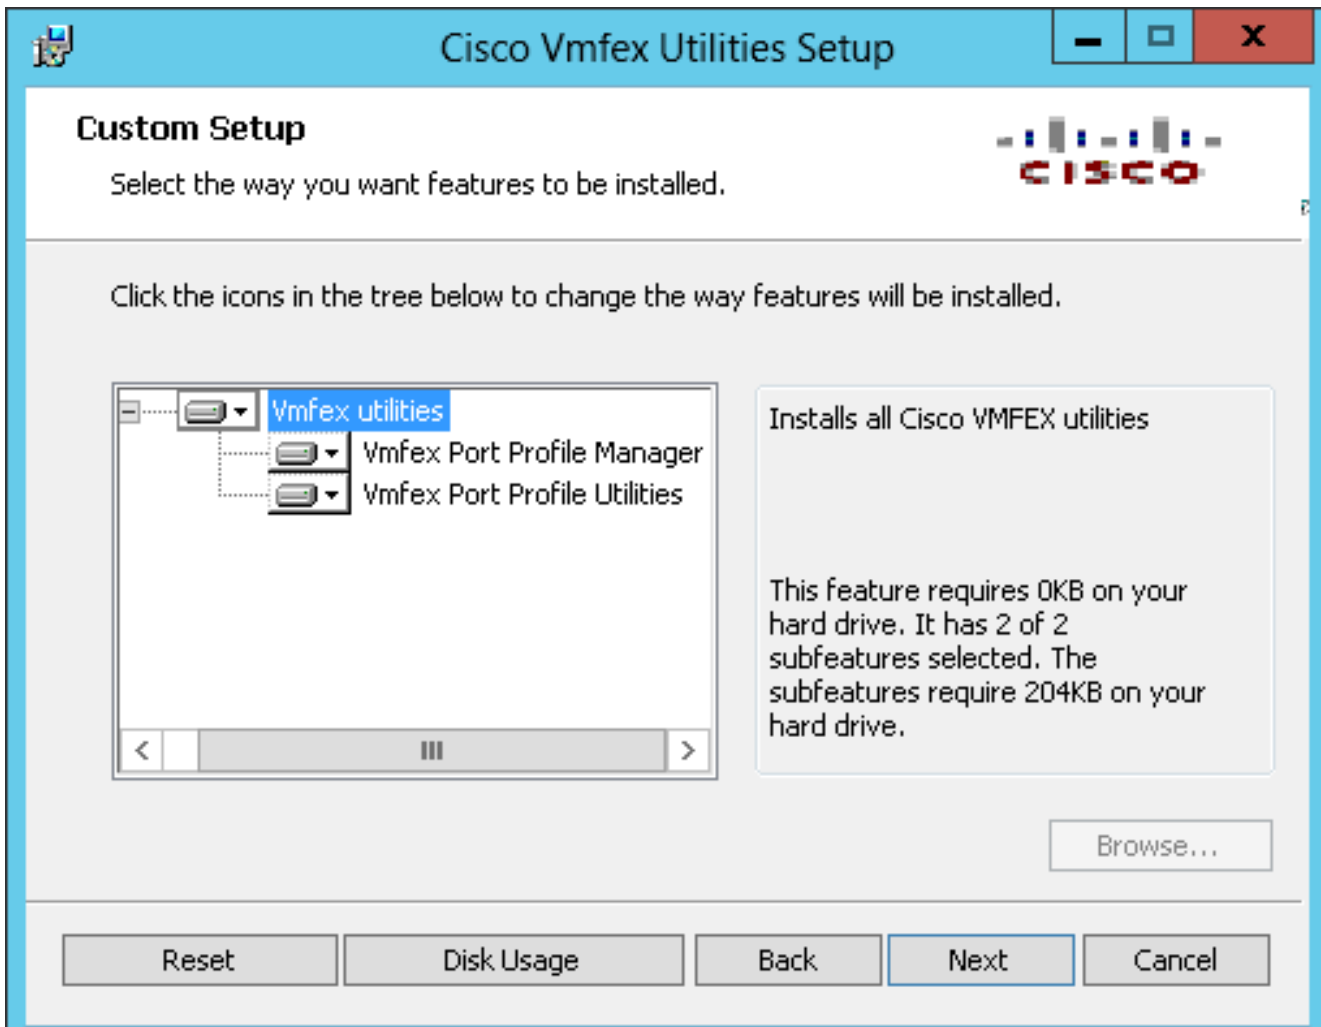 Cisco Vmfex Utilities Setup
Custom Setup
Select the way you want features to be installed.
CISCO
Click the icons in the tree below to change the way features will be installed.
Vmfex utilities
Vmfex Port Profile Manager
Vmfex Port Profile Utilities
Installs all Cisco VMFEX utilities
This feature requires 0KB on your
hard drive. It has 2 of 2
subfeatures selected. The
subfeatures require 204KB on your
hard drive.
Browse...
Reset
Disk Usage
Back
Next
Cancel